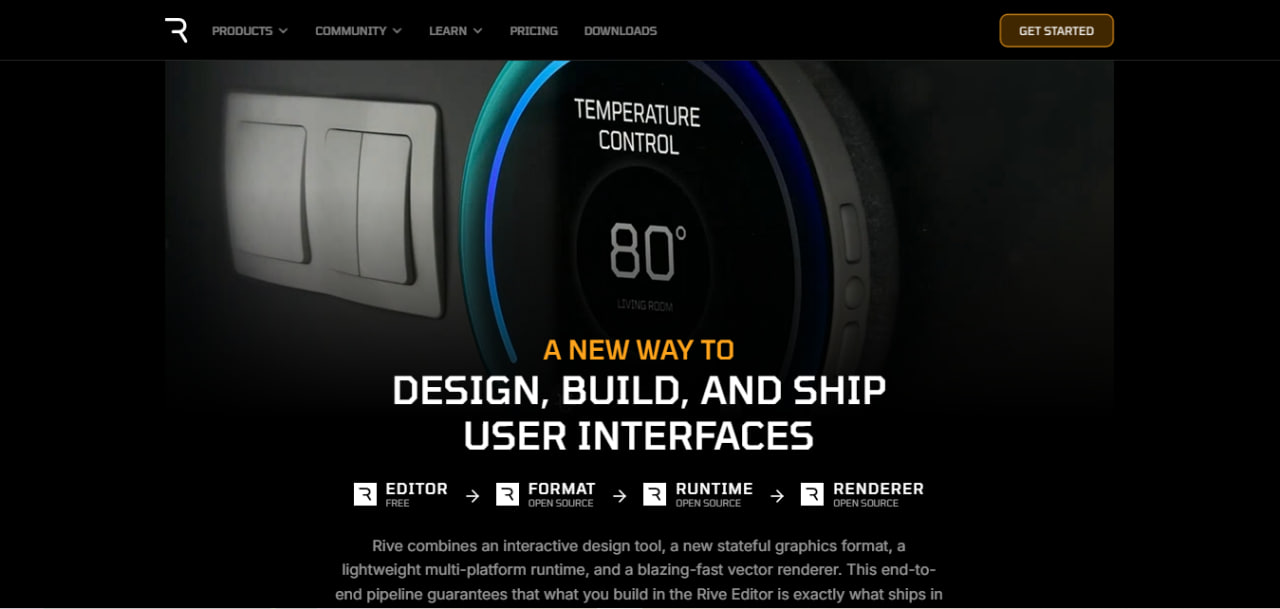 PRODUCTS COMMUNITY LEARN PRICING DOWNLOADS GET STARTED
TEMPERATURE
CONTROL
80°
LIVING ROOM
A NEW WAY TO
DESIGN, BUILD, AND SHIP
USER INTERFACES
EDITOR → FORMAT → RUNTIME → RENDERER
FREE OPEN SOURCE OPEN SOURCE OPEN SOURCE
Rive combines an interactive design tool, a new stateful graphics format, a
lightweight multi-platform runtime, and a blazing-fast vector renderer. This end-to-
end pipeline guarantees that what you build in the Rive Editor is exactly what ships in